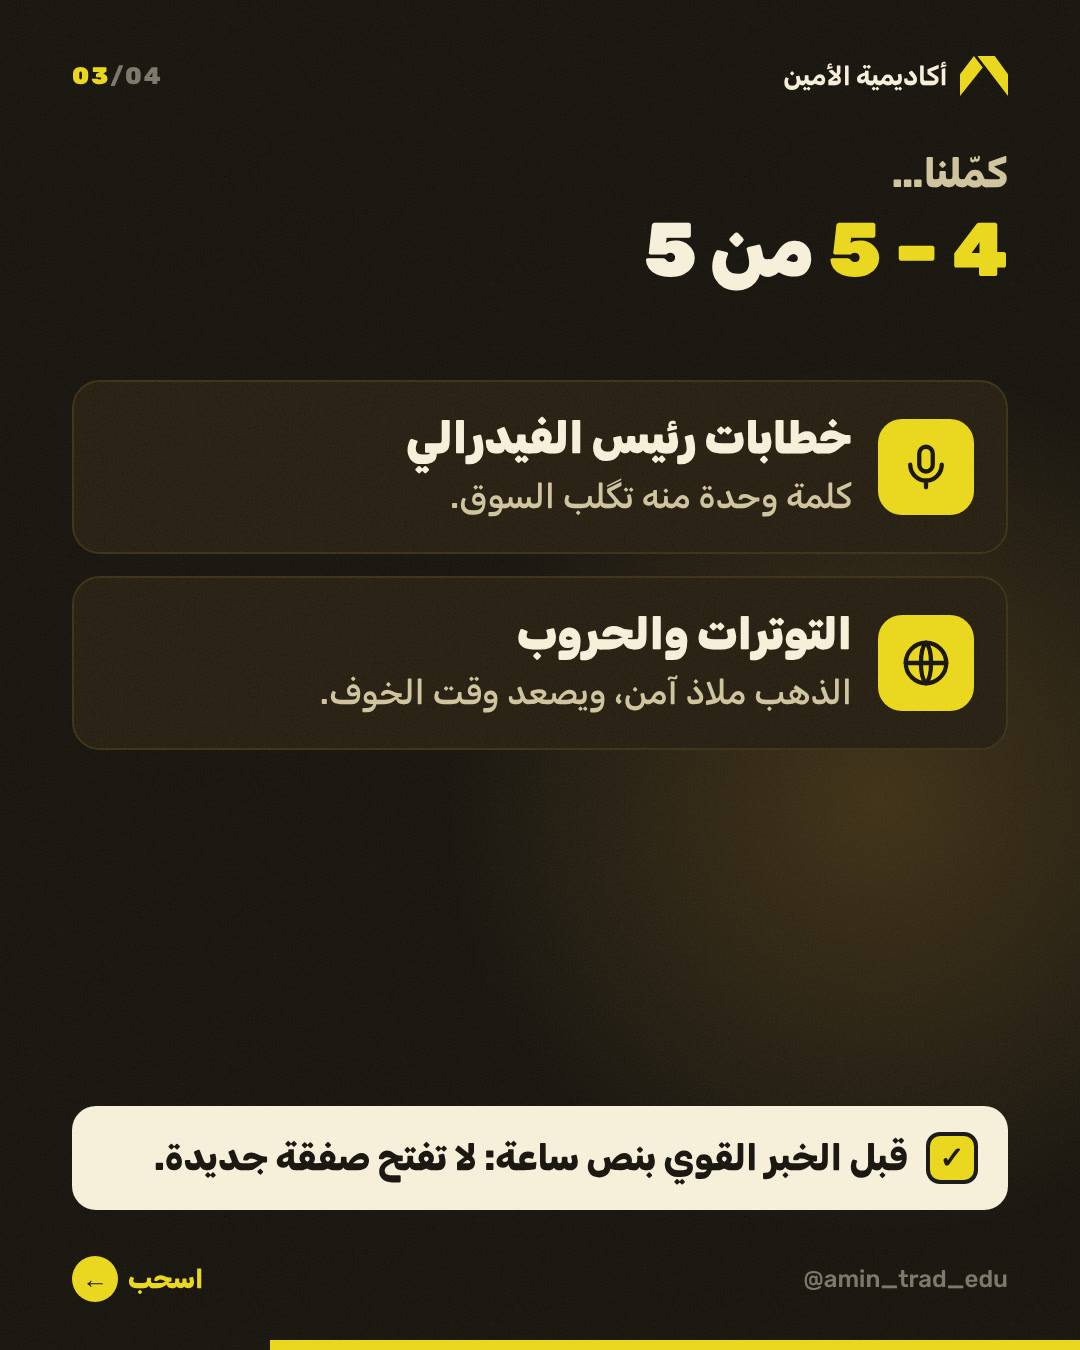 أكاديمية الأمين
03/04
كمّلنا...
4 – 5 من 5
خطابات رئيس الفيدرالي
كلمة وحدة منه تگلب السوق.
التوترات والحروب
الذهب ملاذ آمن، ويصعد وقت الخوف.
✓ قبل الخبر القوي بنص ساعة: لا تفتح صفقة جديدة.
@amin_trad_edu
اسحب ←